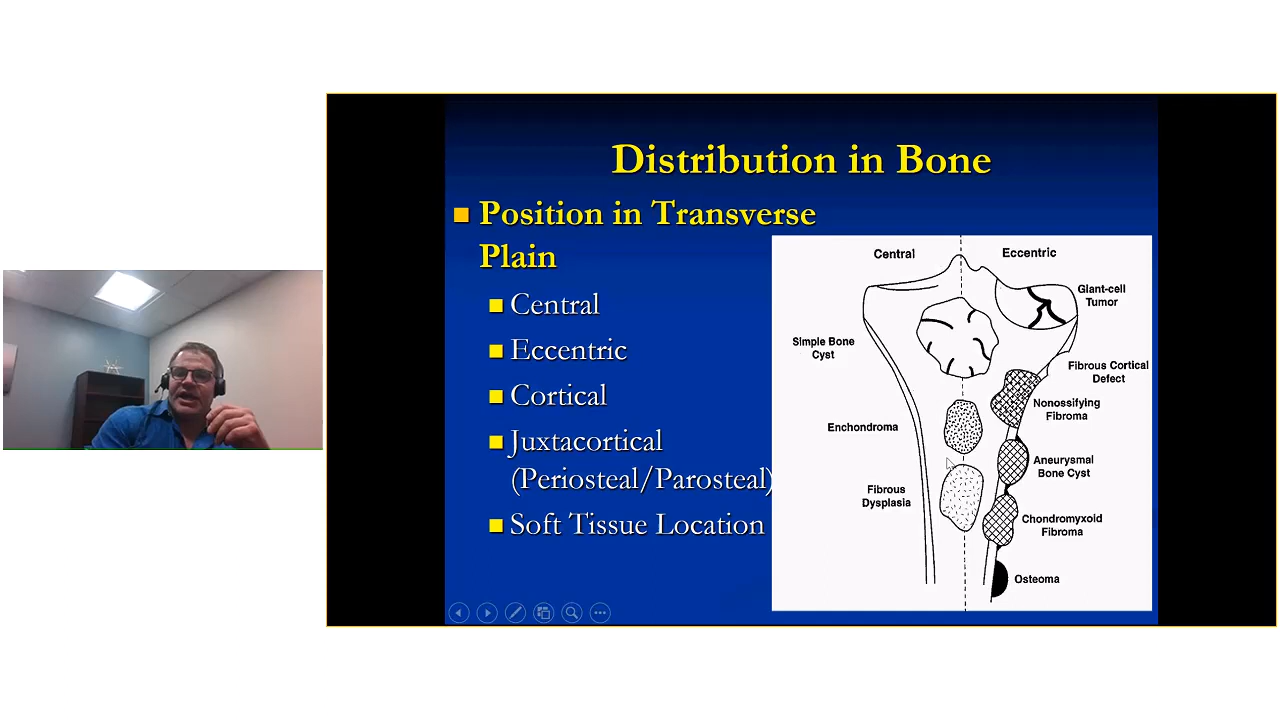 Distribution in Bone
■ Position in Transverse
Plain
■ Central
■ Eccentric
■ Cortical
■ Juxtacortical
(Periosteal/Parosteal)
■ Soft Tissue Location
Central
Eccentric
Giant-cell
Tumor
Simple Bone
Cyst
Fibrous Cortical
Defect
Nonossifying
Fibroma
Enchondroma
Aneurysmal
Bone Cyst
Fibrous
Dysplasia
Chondromyxoid
Fibroma
Osteoma